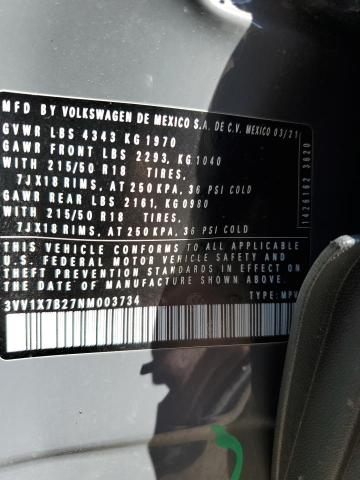 MFD BY VOLKSWAGEN DE MEXICO S.A. DE C.V. MEXICO 03/21
GVWR LBS 4343 KG 1970
GAWR FRONT LBS 2293, KG 1040
WITH 215/50 R18 TIRES,
7JX18 RIMS, AT 250 KPA, 36 PSI COLD
GAWR REAR LBS 2161, KG 0980
WITH 215/50 R18 TIRES,
7JX18 RIMS, AT 250 KPA, 36 PSI COLD
THIS VEHICLE CONFORMS TO ALL APPLICABLE
U.S. FEDERAL MOTOR VEHICLE SAFETY AND
THEFT PREVENTION STANDARDS IN EFFECT ON
THE DATE OF MANUFACTURE SHOWN ABOVE.
3VV1X7B27NM003734 TYPE: MPV
1426162 3620